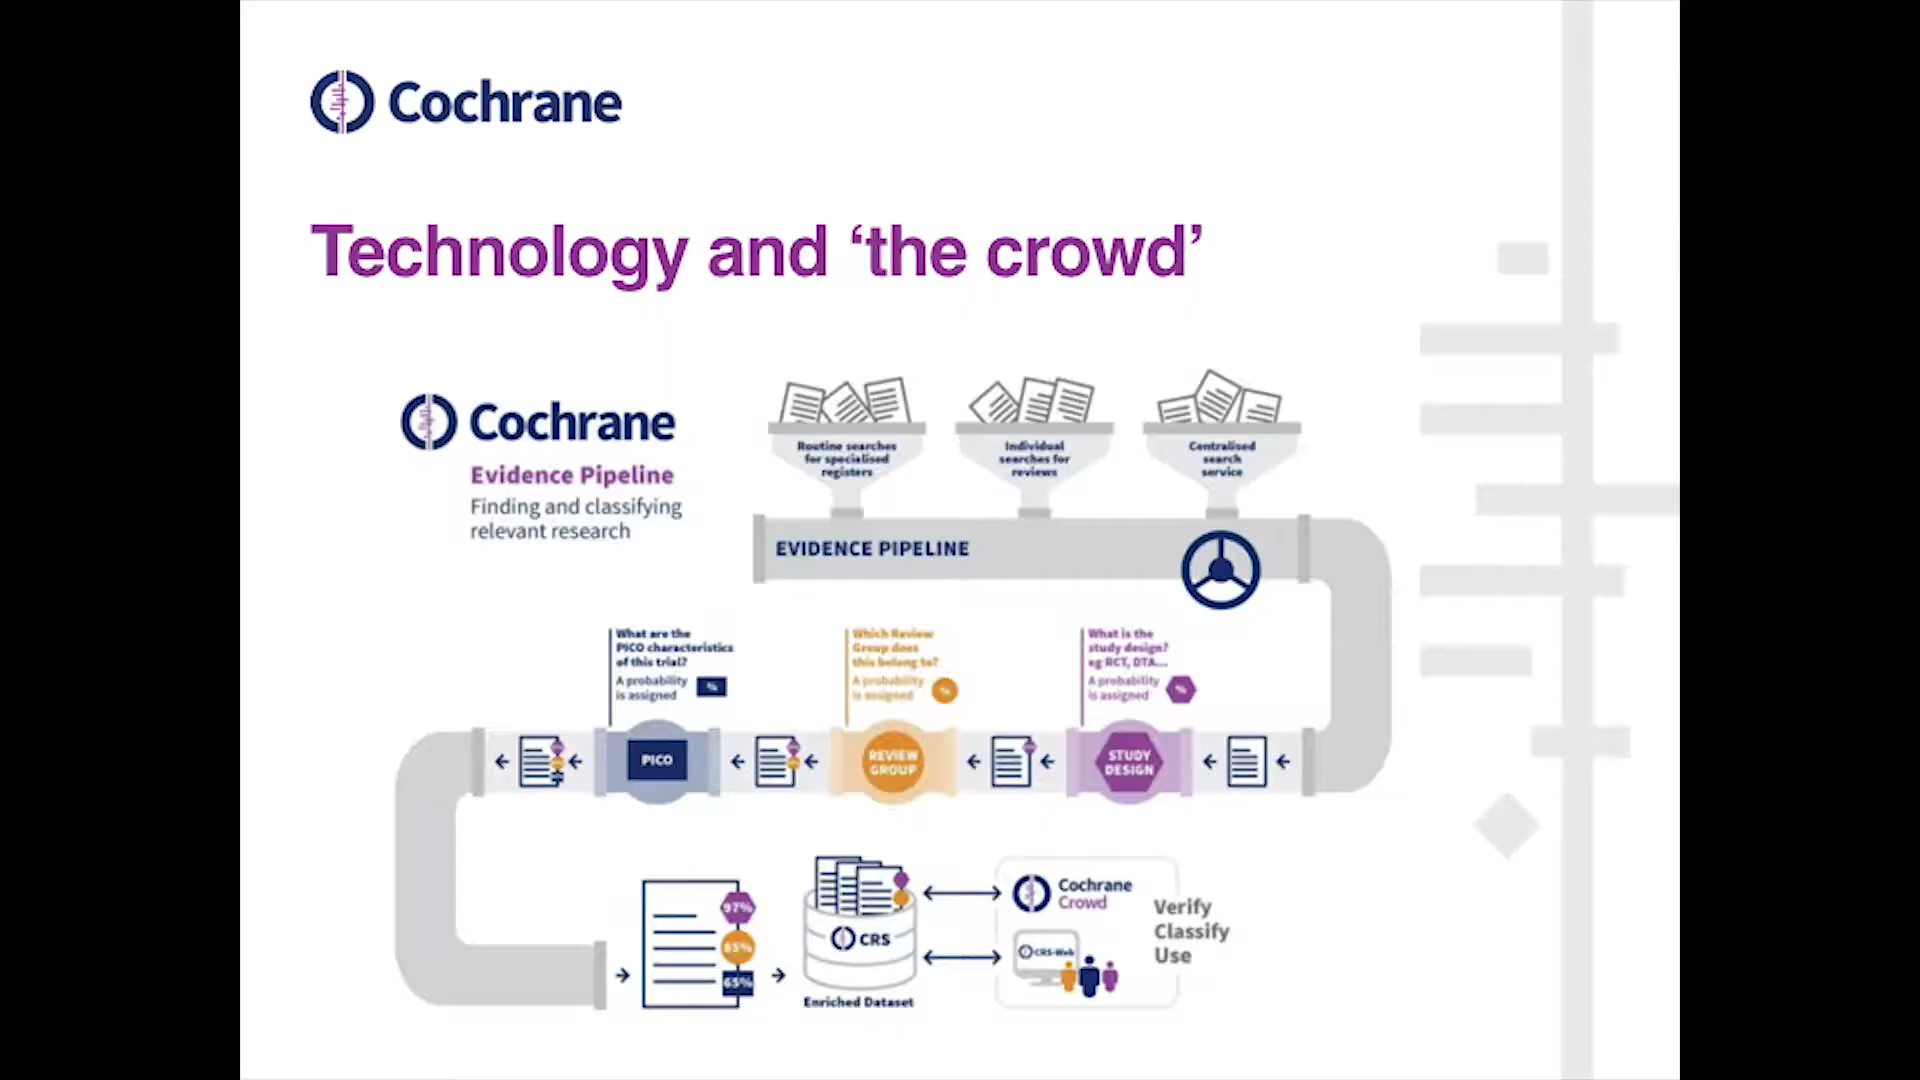 Cochrane
Technology and ‘the crowd’
Cochrane
Evidence Pipeline
Finding and classifying
relevant research
Routine searches
for specialised
registers
Individual
searches for
reviews
Centralised
search
service
EVIDENCE PIPELINE
What are the
PICO characteristics
of this trial?
A probability
is assigned
%
Which Review
Group does
this belong to?
A probability
is assigned
%
What is the
study design?
eg RCT, DTA...
A probability
is assigned
%
PICO
REVIEW
GROUP
STUDY
DESIGN
97%
85%
65%
CRS
Enriched Dataset
Cochrane
Crowd
CRS-Web
Verify
Classify
Use